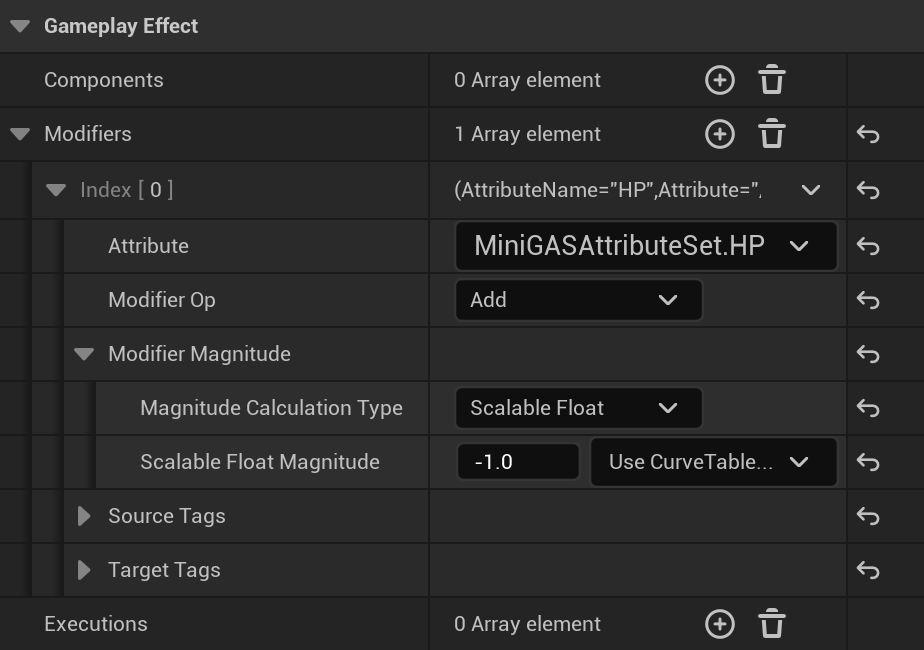 Gameplay Effect
Components 0 Array element
Modifiers 1 Array element
Index [ 0 ] (AttributeName="HP",Attribute=",
Attribute MiniGASAttributeSet.HP
Modifier Op Add
Modifier Magnitude
Magnitude Calculation Type Scalable Float
Scalable Float Magnitude -1.0 Use CurveTable...
Source Tags
Target Tags
Executions 0 Array element